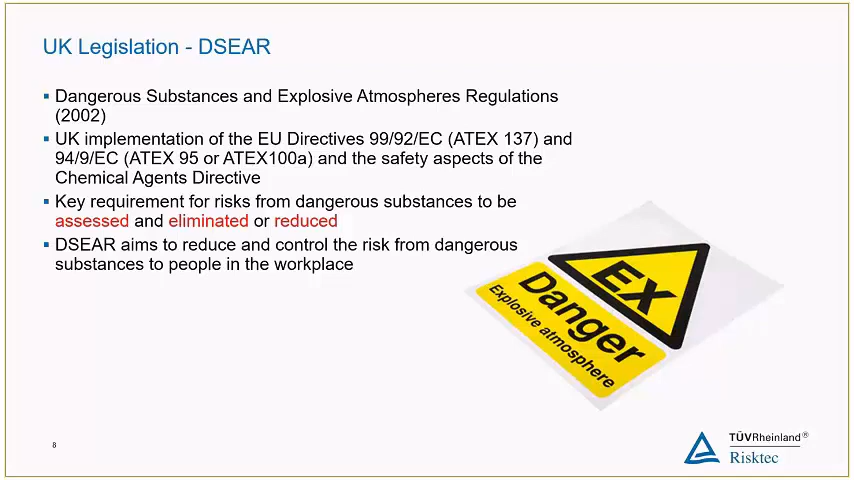 UK Legislation - DSEAR
▪ Dangerous Substances and Explosive Atmospheres Regulations
(2002)
▪ UK implementation of the EU Directives 99/92/EC (ATEX 137) and
94/9/EC (ATEX 95 or ATEX100a) and the safety aspects of the
Chemical Agents Directive
▪ Key requirement for risks from dangerous substances to be
assessed and eliminated or reduced
▪ DSEAR aims to reduce and control the risk from dangerous
substances to people in the workplace
EX
Danger
Explosive atmosphere
8
TÜVRheinland®
Risktec